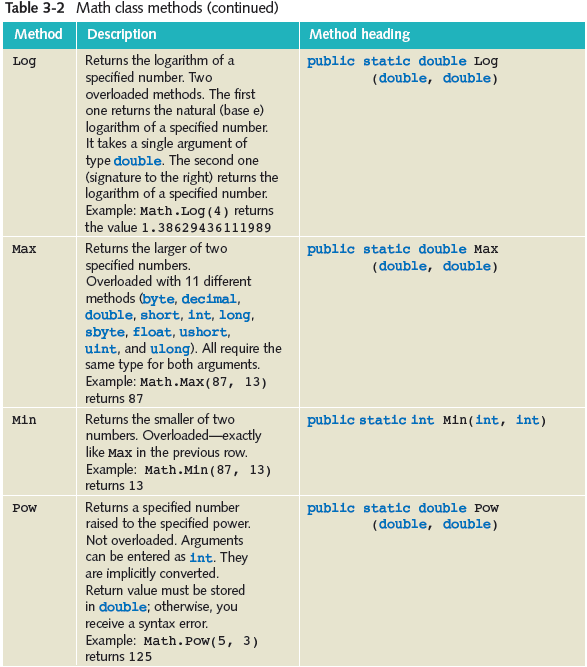 Table 3-2 Math class methods (continued)
Method Description Method heading
Log
Returns the logarithm of a
specified number. Two
overloaded methods. The first
one returns the natural (base e)
logarithm of a specified number.
It takes a single argument of
type double. The second one
(signature to the right) returns the
logarithm of a specified number.
Example: Math.Log(4) returns
the value 1.38629436111989
public static double Log
(double, double)
Max
Returns the larger of two
specified numbers.
Overloaded with 11 different
methods (byte, decimal,
double, short, int, long,
sbyte, float, ushort,
uint, and ulong). All require the
same type for both arguments.
Example: Math.Max(87, 13)
returns 87
public static double Max
(double, double)
Min
Returns the smaller of two
numbers. Overloaded—exactly
like Max in the previous row.
Example: Math.Min(87, 13)
returns 13
public static int Min(int, int)
Pow
Returns a specified number
raised to the specified power.
Not overloaded. Arguments
can be entered as int. They
are implicitly converted.
Return value must be stored
in double; otherwise, you
receive a syntax error.
Example: Math.Pow(5, 3)
returns 125
public static double Pow
(double, double)